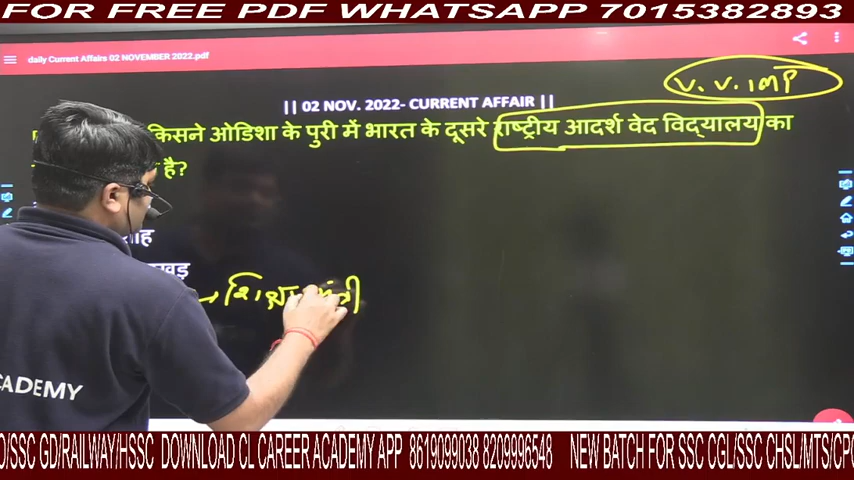 FOR FREE PDF WHATSAPP 7015382893
daily Current Affairs 02 NOVEMBER 2022.pdf
V. V. IMP
|| 02 NOV. 2022- CURRENT AFFAIR ||
किसने ओडिशा के पुरी में भारत के दूसरे राष्ट्रीय आदर्श वेद विद्यालय का
है?
→ शिक्षा मंत्री
CADEMY
O/SSC GD/RAILWAY/HSSC DOWNLOAD CL CAREER ACADEMY APP 8619099038 8209996548 NEW BATCH FOR SSC CGL/SSC CHSL/MTS/CPO